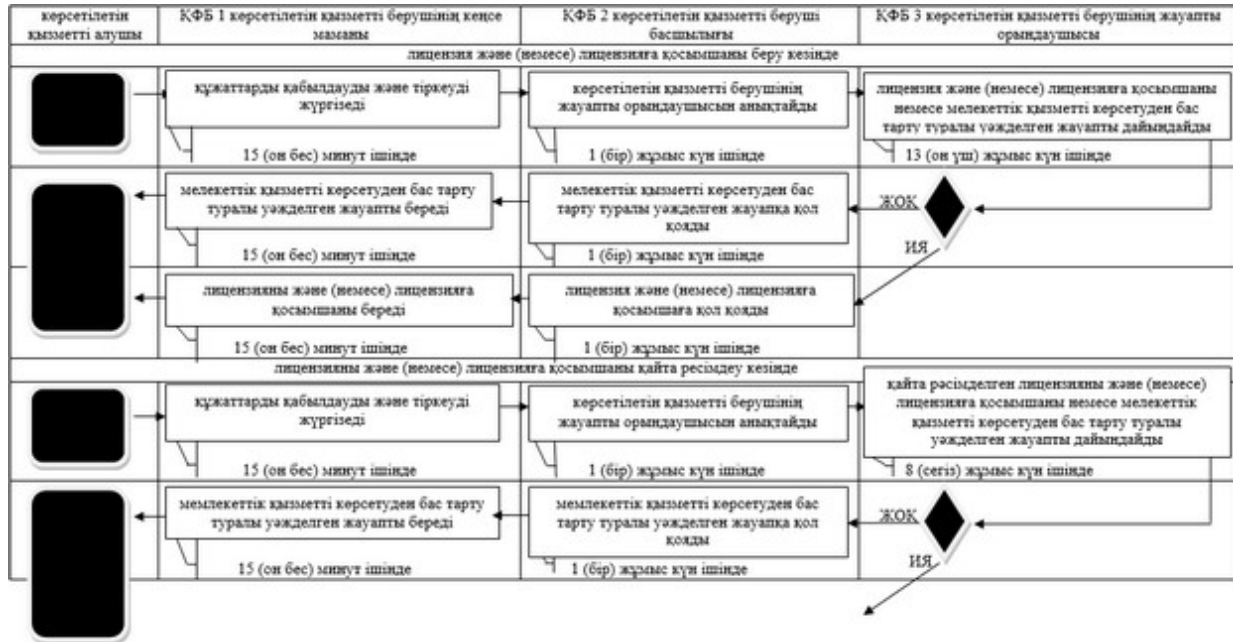 көрсетілетін
қызметті алушы
ҚФБ 1 көрсетілетін қызметті берушінің кеңсе
маманы
ҚФБ 2 көрсетілетін қызметті беруші
басшылығы
ҚФБ 3 көрсетілетін қызметті берушінің жауапты
орындаушысы
лицензия және (немесе) лицензияға қосымшаны беру кезінде
құжаттарды қабылдауды және тіркеуді
жүргізеді
15 (он бес) минут ішінде
көрсетілетін қызметті берушінің
жауапты орындаушысын анықтайды
1 (бір) жұмыс күн ішінде
лицензия және (немесе) лицензияға қосымшаны
немесе мелекеттік қызметті көрсетуден бас
тарту туралы уәжделген жауапты дайындайды
13 (он үш) жұмыс күн ішінде
мелекеттік қызметті көрсетуден бас тарту
туралы уәжделген жауапты береді
15 (он бес) минут ішінде
мелекеттік қызметті көрсетуден бас
тарту туралы уәжделген жауапқа қол
қояды
1 (бір) жұмыс күн ішінде
ЖОҚ
ИЯ
лицензияны және (немесе) лицензияға
қосымшаны береді
15 (он бес) минут ішінде
лицензия және (немесе) лицензияға
қосымшаға қол қояды
1 (бір) жұмыс күн ішінде
лицензияны және (немесе) лицензияға қосымшаны қайта ресімдеу кезінде
құжаттарды қабылдауды және тіркеуді
жүргізеді
15 (он бес) минут ішінде
көрсетілетін қызметті берушінің
жауапты орындаушысын анықтайды
1 (бір) жұмыс күн ішінде
қайта рәсімделген лицензияны және (немесе)
лицензияға қосымшаны немесе мелекеттік
қызметті көрсетуден бас тарту туралы
уәжделген жауапты дайындайды
8 (сегіз) жұмыс күн ішінде
мемлекеттік қызметті көрсетуден бас тарту
туралы уәжделген жауапты береді
15 (он бес) минут ішінде
мемлекеттік қызметті көрсетуден бас
тарту туралы уәжделген жауапқа қол
қояды
1 (бір) жұмыс күн ішінде
ЖОҚ
ИЯ